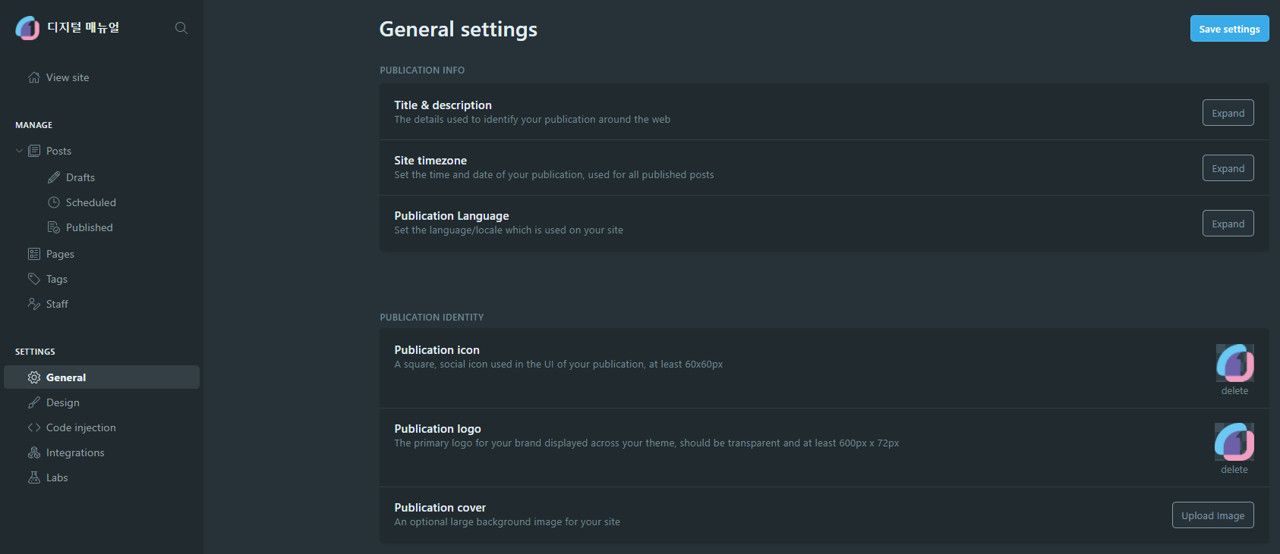 디지털 매뉴얼
View site
MANAGE
Posts
Drafts
Scheduled
Published
Pages
Tags
Staff
SETTINGS
General
Design
Code injection
Integrations
Labs
General settings
Save settings
PUBLICATION INFO
Title & description
The details used to identify your publication around the web
Expand
Site timezone
Set the time and date of your publication, used for all published posts
Expand
Publication Language
Set the language/locale which is used on your site
Expand
PUBLICATION IDENTITY
Publication icon
A square, social icon used in the UI of your publication, at least 60x60px
delete
Publication logo
The primary logo for your brand displayed across your theme, should be transparent and at least 600px x 72px
delete
Publication cover
An optional large background image for your site
Upload Image